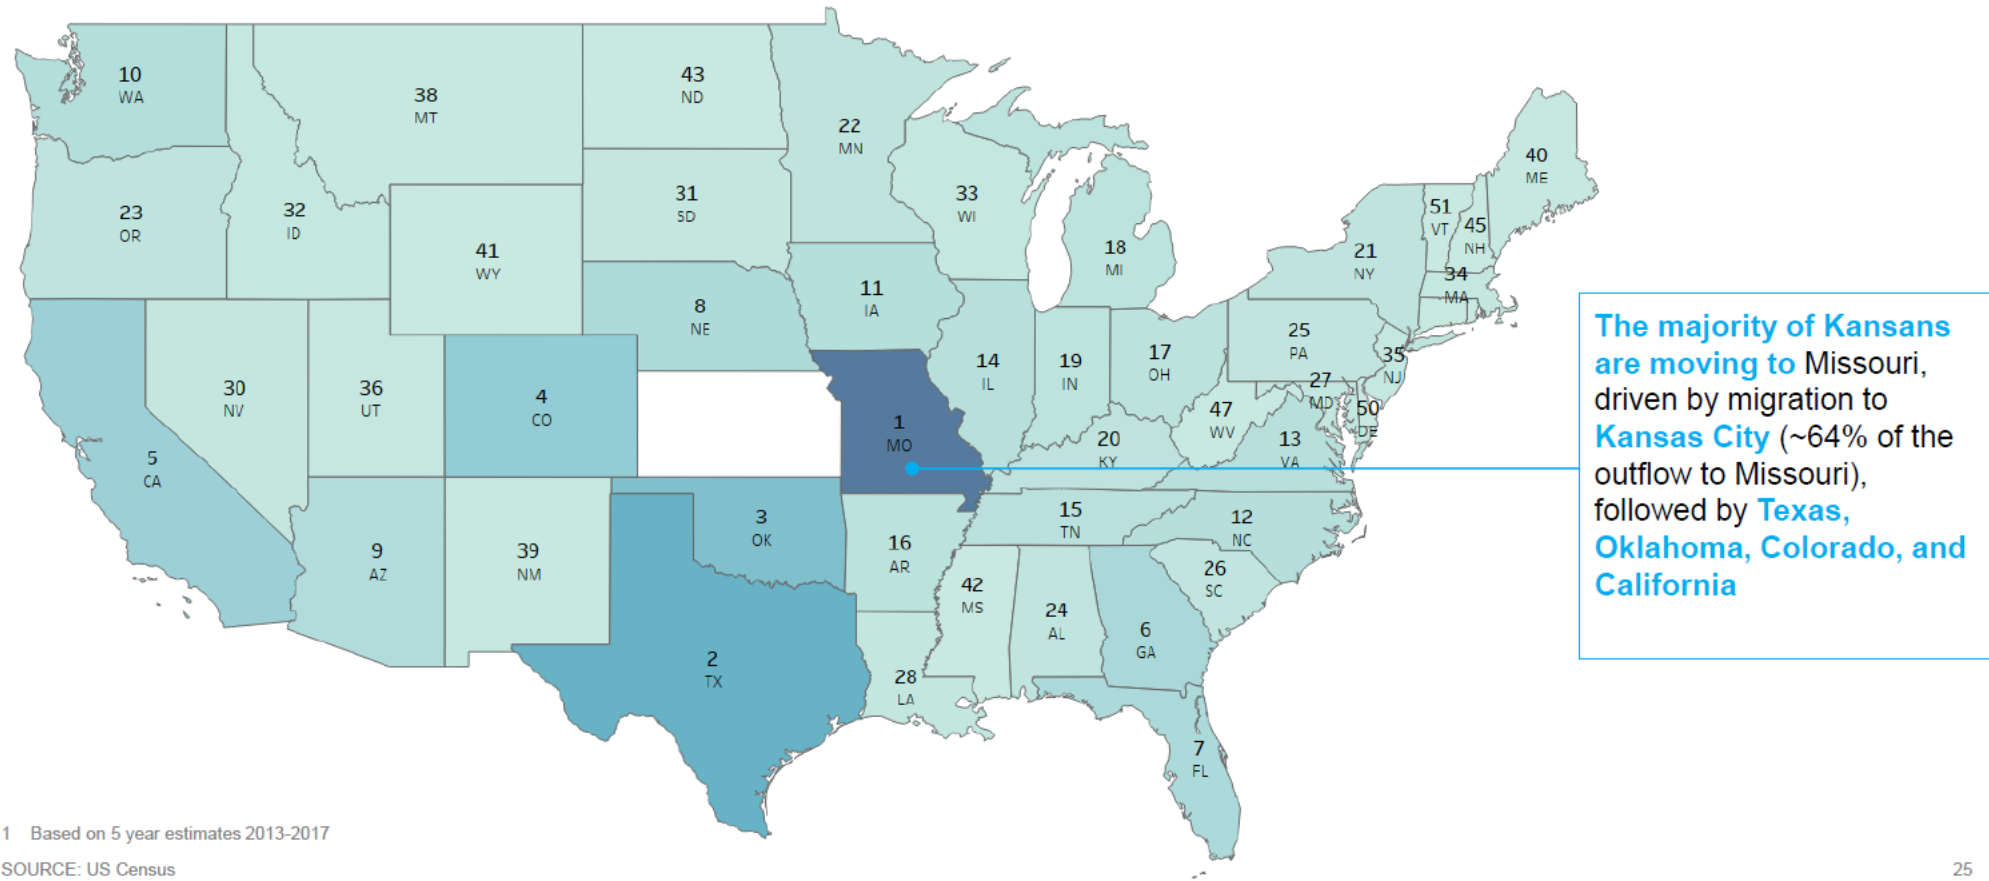 10
WA
38
MT
43
ND
22
MN
40
ME
23
OR
32
ID
41
WY
31
SD
33
WI
18
MI
21
NY
51
VT
45
NH
34
MA
8
NE
11
IA
14
IL
19
IN
17
OH
25
PA
35
NJ
27
MD
50
DE
30
NV
36
UT
4
CO
1
MO
20
KY
47
WV
13
VA
5
CA
9
AZ
39
NM
3
OK
16
AR
15
TN
12
NC
26
SC
2
TX
28
LA
42
MS
24
AL
6
GA
7
FL
The majority of Kansans
are moving to Missouri,
driven by migration to
Kansas City (~64% of the
outflow to Missouri),
followed by Texas,
Oklahoma, Colorado, and
California
1 Based on 5 year estimates 2013-2017
SOURCE: US Census
25